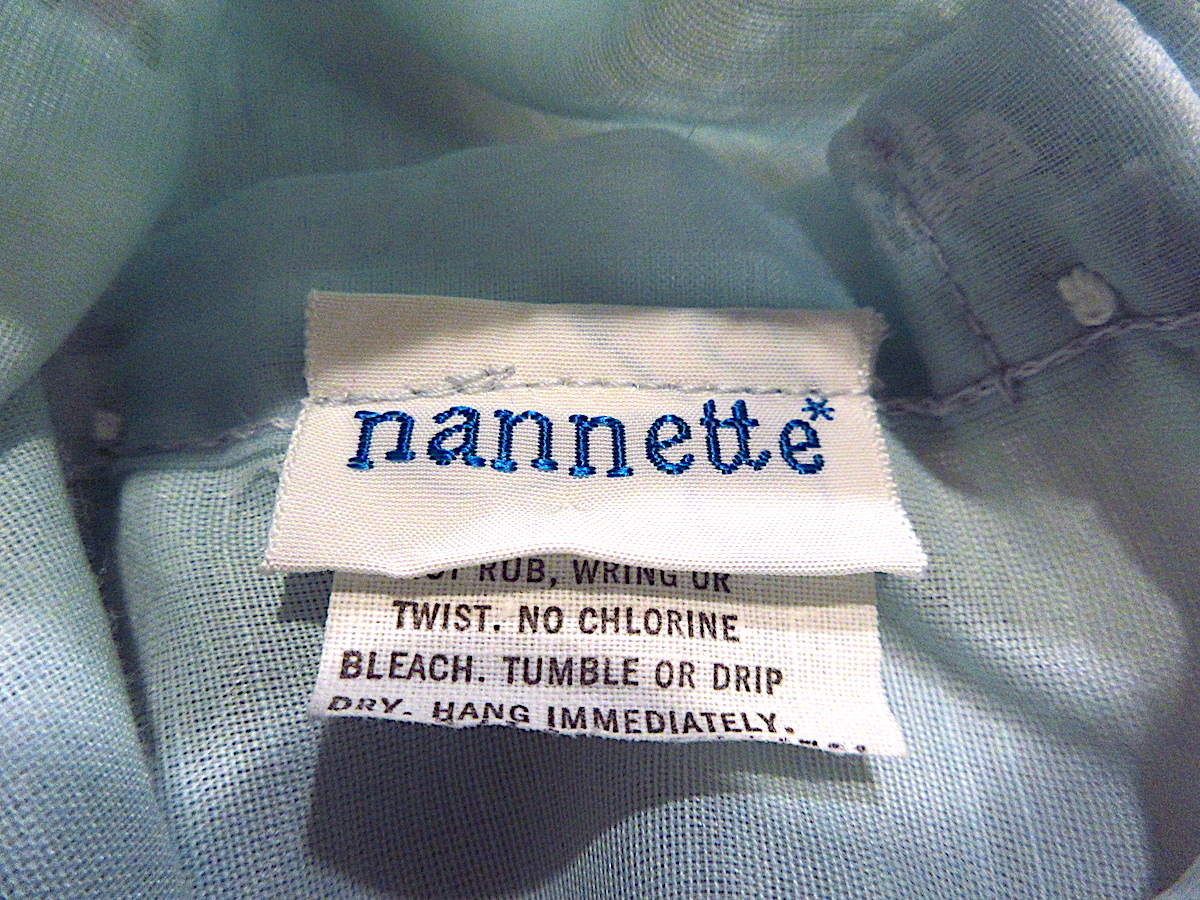 nannette*
RUB, WRING OR
TWIST. NO CHLORINE
BLEACH. TUMBLE OR DRIP
DRY. HANG IMMEDIATELY.